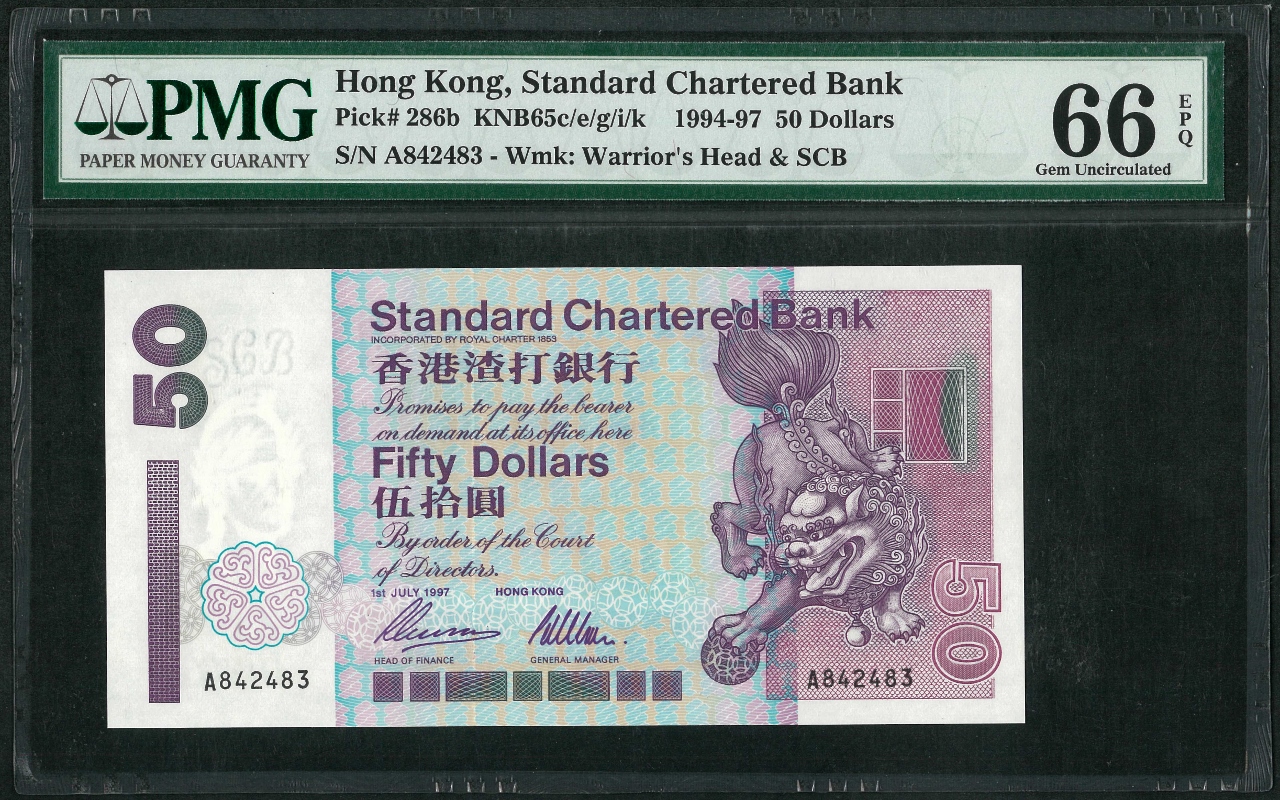 PMG
PAPER MONEY GUARANTY
Hong Kong, Standard Chartered Bank
Pick# 286b KNB65c/e/g/i/k 1994-97 50 Dollars
S/N A842483 - Wmk: Warrior's Head & SCB
66
EPQ
Gem Uncirculated
50
SCB
Standard Chartered Bank
INCORPORATED BY ROYAL CHARTER 1853
香港渣打銀行
Promises to pay the bearer
on demand at its office here
Fifty Dollars
伍拾圓
By order of the Court
of Directors.
1st JULY 1997 HONG KONG
HEAD OF FINANCE GENERAL MANAGER
A842483
A842483
50